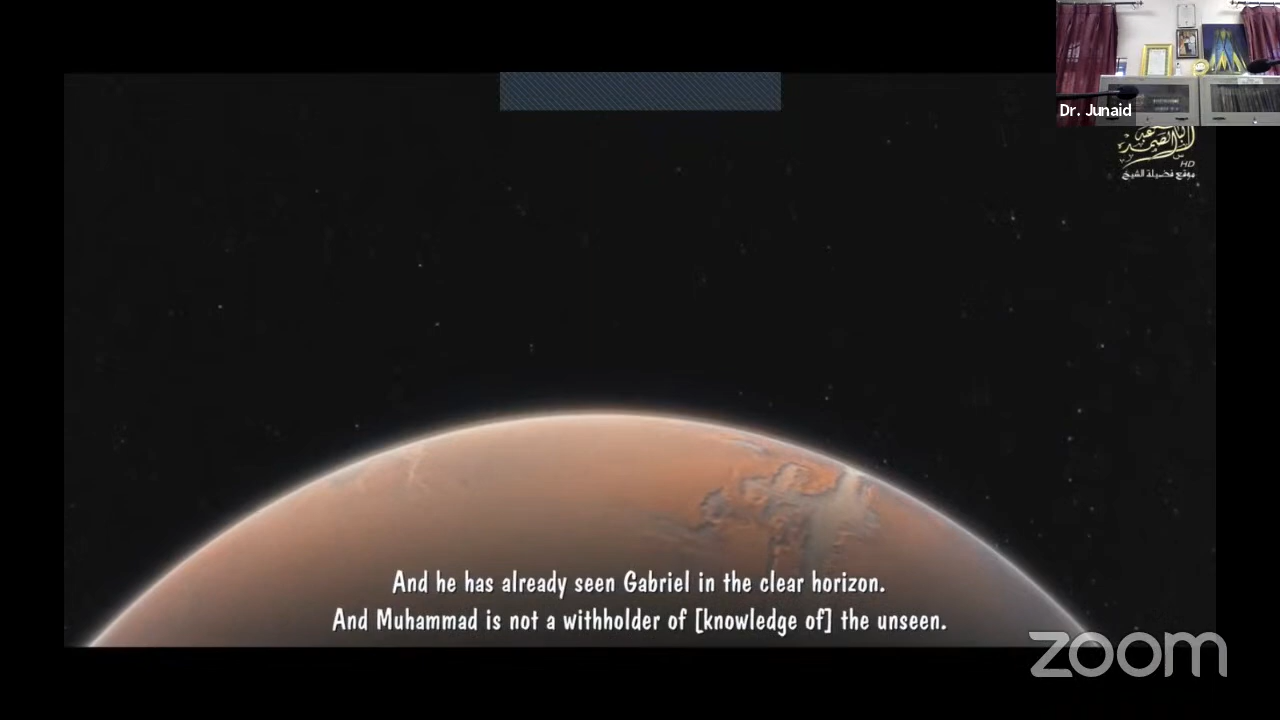 Dr. Junaid
HD
موقع فضيلة الشيخ
And he has already seen Gabriel in the clear horizon.
And Muhammad is not a withholder of [knowledge of] the unseen.
zoom